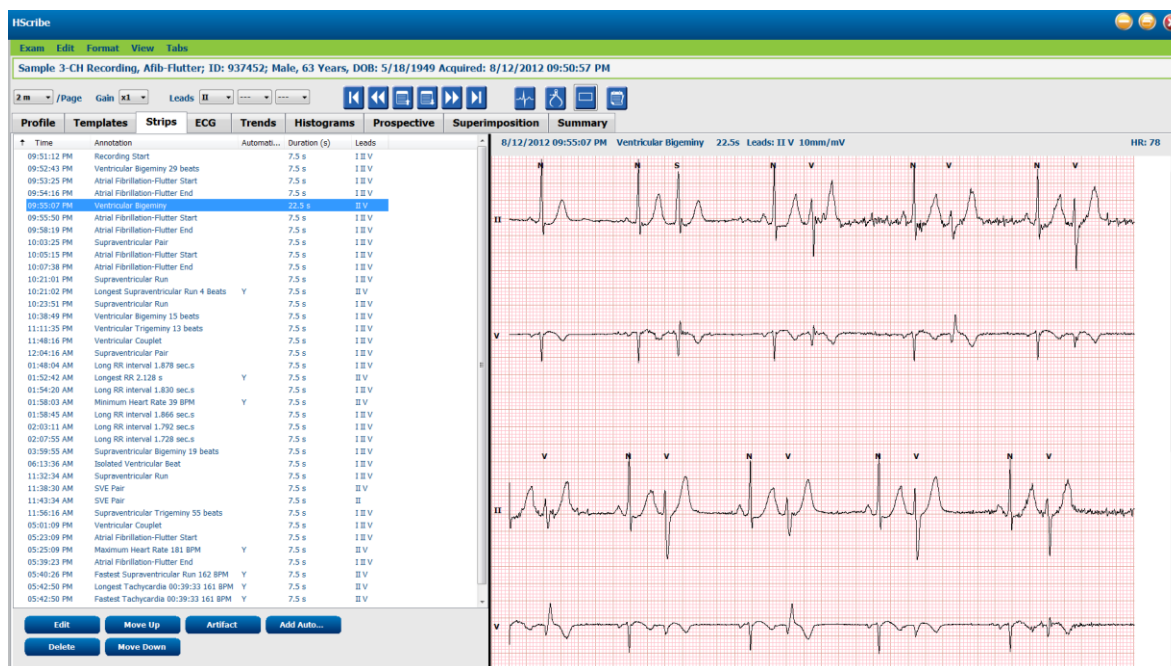 HScribe
Exam Edit Format View Tabs
Sample 3-CH Recording, Afib-Flutter; ID: 937452; Male, 63 Years, DOB: 5/18/1949 Acquired: 8/12/2012 09:50:57 PM
2 m /Page Gain x1 Leads II --- ---
Profile Templates Strips ECG Trends Histograms Prospective Superimposition Summary
↑ Time Annotation Automati... Duration (s) Leads
09:51:12 PM Recording Start 7.5 s I II V
09:52:43 PM Ventricular Bigeminy 29 beats 7.5 s I II V
09:53:25 PM Atrial Fibrillation-Flutter Start 7.5 s I II V
09:54:16 PM Atrial Fibrillation-Flutter End 7.5 s I II V
09:55:07 PM Ventricular Bigeminy 22.5 s II V
09:55:50 PM Atrial Fibrillation-Flutter Start 7.5 s I II V
09:58:19 PM Atrial Fibrillation-Flutter End 7.5 s I II V
10:03:25 PM Supraventricular Pair 7.5 s I II V
10:05:15 PM Atrial Fibrillation-Flutter Start 7.5 s I II V
10:07:38 PM Atrial Fibrillation-Flutter End 7.5 s I II V
10:21:01 PM Supraventricular Run 7.5 s I II V
10:21:02 PM Longest Supraventricular Run 4 Beats Y 7.5 s II V
10:23:51 PM Supraventricular Run 7.5 s I II V
10:38:49 PM Ventricular Bigeminy 15 beats 7.5 s I II V
11:11:35 PM Ventricular Trigeminy 13 beats 7.5 s I II V
11:48:16 PM Ventricular Couplet 7.5 s I II V
12:04:16 AM Supraventricular Pair 7.5 s I II V
01:48:04 AM Long RR interval 1.878 sec.s 7.5 s I II V
01:52:42 AM Longest RR 2.128 s Y 7.5 s II V
01:54:20 AM Long RR interval 1.830 sec.s 7.5 s I II V
01:58:03 AM Minimum Heart Rate 39 BPM Y 7.5 s II V
01:58:45 AM Long RR interval 1.866 sec.s 7.5 s I II V
02:03:11 AM Long RR interval 1.792 sec.s 7.5 s I II V
02:07:55 AM Long RR interval 1.728 sec.s 7.5 s I II V
03:59:55 AM Supraventricular Bigeminy 19 beats 7.5 s I II V
06:13:36 AM Isolated Ventricular Beat 7.5 s I II V
11:32:34 AM Supraventricular Run 7.5 s I II V
11:38:30 AM SVE Pair 7.5 s II V
11:43:34 AM SVE Pair 7.5 s II
11:56:16 AM Supraventricular Trigeminy 55 beats 7.5 s I II V
05:01:09 PM Ventricular Couplet 7.5 s I II V
05:23:09 PM Atrial Fibrillation-Flutter Start 7.5 s I II V
05:25:09 PM Maximum Heart Rate 181 BPM Y 7.5 s II V
05:39:23 PM Atrial Fibrillation-Flutter End 7.5 s I II V
05:40:26 PM Fastest Supraventricular Run 162 BPM Y 7.5 s II V
05:42:50 PM Longest Tachycardia 00:39:33 161 BPM Y 7.5 s II V
05:42:50 PM Fastest Tachycardia 00:39:33 161 BPM Y 7.5 s II V
Edit Move Up Artifact Add Auto...
Delete Move Down
8/12/2012 09:55:07 PM Ventricular Bigeminy 22.5s Leads: II V 10mm/mV HR: 78
N N S N V N V N V
II
V
V N V N V N V N V
II
V